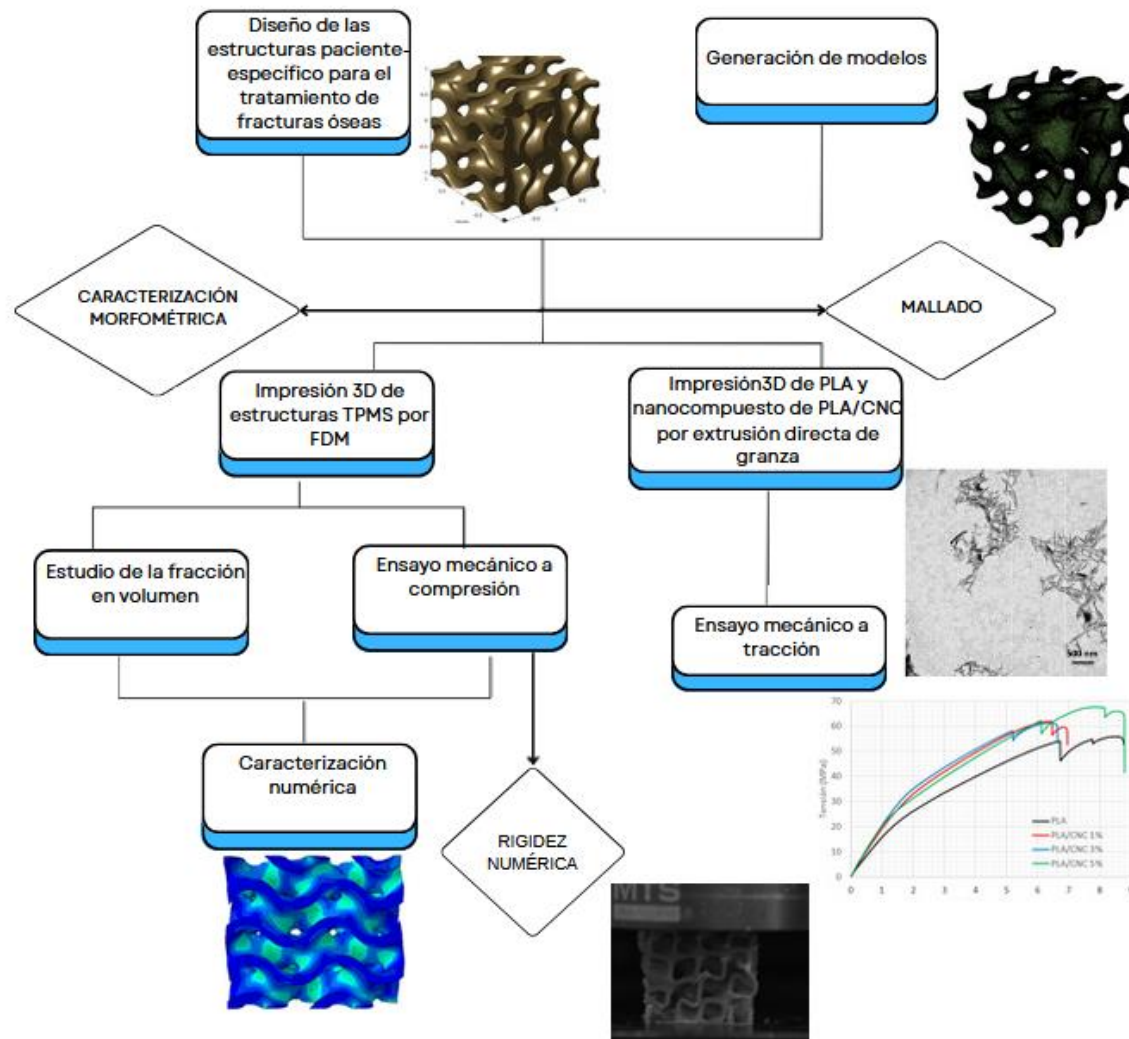 Diseño de las
estructuras paciente-
específico para el
tratamiento de
fracturas óseas
Generación de modelos
CARACTERIZACIÓN
MORFOMÉTRICA
MALLADO
Impresión 3D de
estructuras TPMS por
FDM
Impresión3D de PLA y
nanocompuesto de PLA/CNC
por extrusión directa de
granza
Estudio de la fracción
en volumen
Ensayo mecánico a
compresión
Ensayo mecánico a
tracción
500 nm
Caracterización
numérica
RIGIDEZ
NUMÉRICA
MTS
Tensión (MPa)
70
60
50
40
30
20
10
0
PLA
PLA/CNC 1%
PLA/CNC 3%
PLA/CNC 5%
0 1 2 3 4 5 6 7 8 9